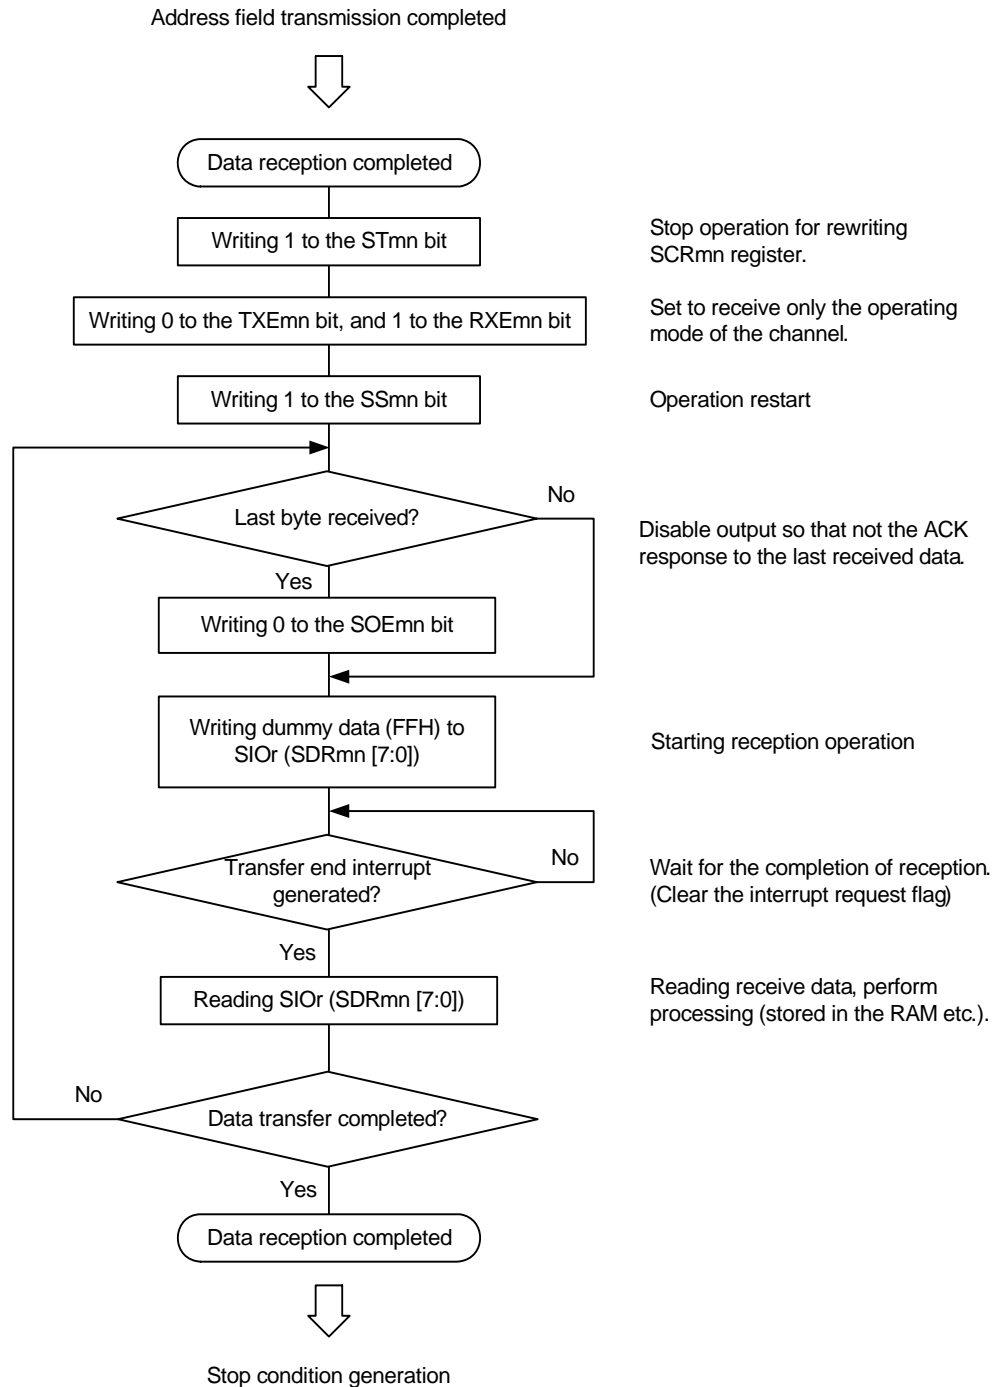 Address field transmission completed
Data reception completed
Writing 1 to the STmn bit
Stop operation for rewriting
SCRmn register.
Writing 0 to the TXEmn bit, and 1 to the RXEmn bit
Set to receive only the operating
mode of the channel.
Writing 1 to the SSmn bit
Operation restart
Last byte received?
No
Yes
Disable output so that not the ACK
response to the last received data.
Writing 0 to the SOEmn bit
Writing dummy data (FFH) to
SIOr (SDRmn [7:0])
Starting reception operation
Transfer end interrupt
generated?
No
Yes
Wait for the completion of reception.
(Clear the interrupt request flag)
Reading SIOr (SDRmn [7:0])
Reading receive data, perform
processing (stored in the RAM etc.).
No
Data transfer completed?
Yes
Data reception completed
Stop condition generation